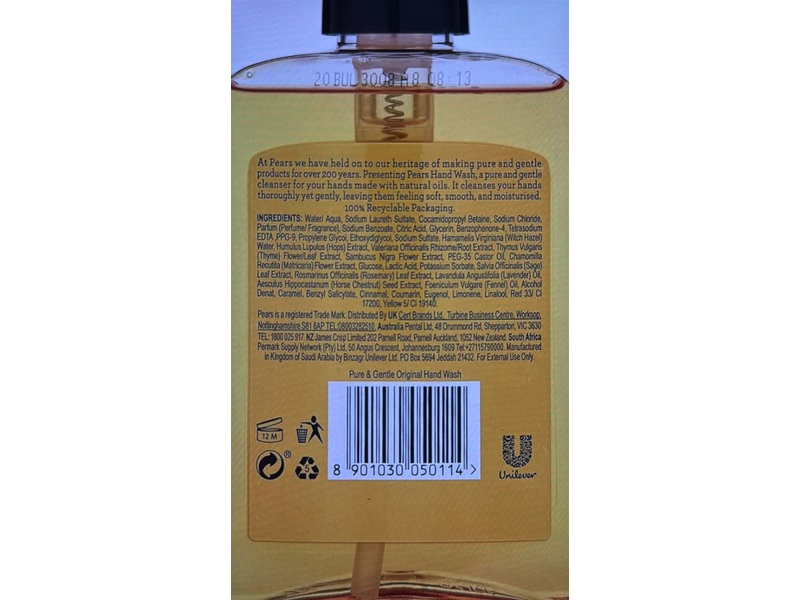 20 BUL 3008 H8 08:13
At Pears we have held on to our heritage of making pure and gentle
products for over 200 years. Presenting Pears Hand Wash, a pure and gentle
cleanser for your hands made with natural oils. It cleanses your hands
thoroughly yet gently, leaving them feeling soft, smooth, and moisturised.
100% Recyclable Packaging.
INGREDIENTS: Water/ Aqua, Sodium Laureth Sulfate, Cocamidopropyl Betaine, Sodium Chloride,
Parfum (Perfume/ Fragrance), Sodium Benzoate, Citric Acid, Glycerin, Benzophenone-4, Tetrasodium
EDTA ,PPG-9, Propylene Glycol, Ethoxydiglycol, Sodium Sulfate, Hamamelis Virginiana (Witch Hazel)
Water, Humulus Lupulus (Hops) Extract, Valeriana Officinalis Rhizome/Root Extract, Thymus Vulgaris
(Thyme) Flower/Leaf Extract, Sambucus Nigra Flower Extract, PEG-35 Castor Oil, Chamomilla
Recutita (Matricaria) Flower Extract, Glucose, Lactic Acid, Potassium Sorbate, Salvia Officinalis (Sage)
Leaf Extract, Rosmarinus Officinalis (Rosemary) Leaf Extract, Lavandula Angustifolia (Lavender) Oil,
Aesculus Hippocastanum (Horse Chestnut) Seed Extract, Foeniculum Vulgare (Fennel) Oil, Alcohol
Denat, Caramel, Benzyl Salicylate, Cinnamal, Coumarin, Eugenol, Limonene, Linalool, Red 33/ CI
17200, Yellow 5/ CI 19140.
Pears is a registered Trade Mark. Distributed By UK Cert Brands Ltd, Turbine Business Centre, Worksop,
Nottinghamshire S81 8AP TEL:08003282510, Australia Pental Ltd, 48 Drummond Rd, Shepparton, VIC 3630
TEL: 1800 025 917. NZ James Crisp Limited 202 Parnell Road, Parnell Auckland, 1052 New Zealand. South Africa
Permark Supply Network (Pty) Ltd, 50 Angus Crescent, Johannesburg 1609 Tel:+27115790000. Manufactured
in Kingdom of Saudi Arabia by Binzagr Unilever Ltd. PO Box 5694 Jeddah 21432. For External Use Only.
Pure & Gentle Original Hand Wash
12 M
®
5
8 901030 050114 >
Unilever